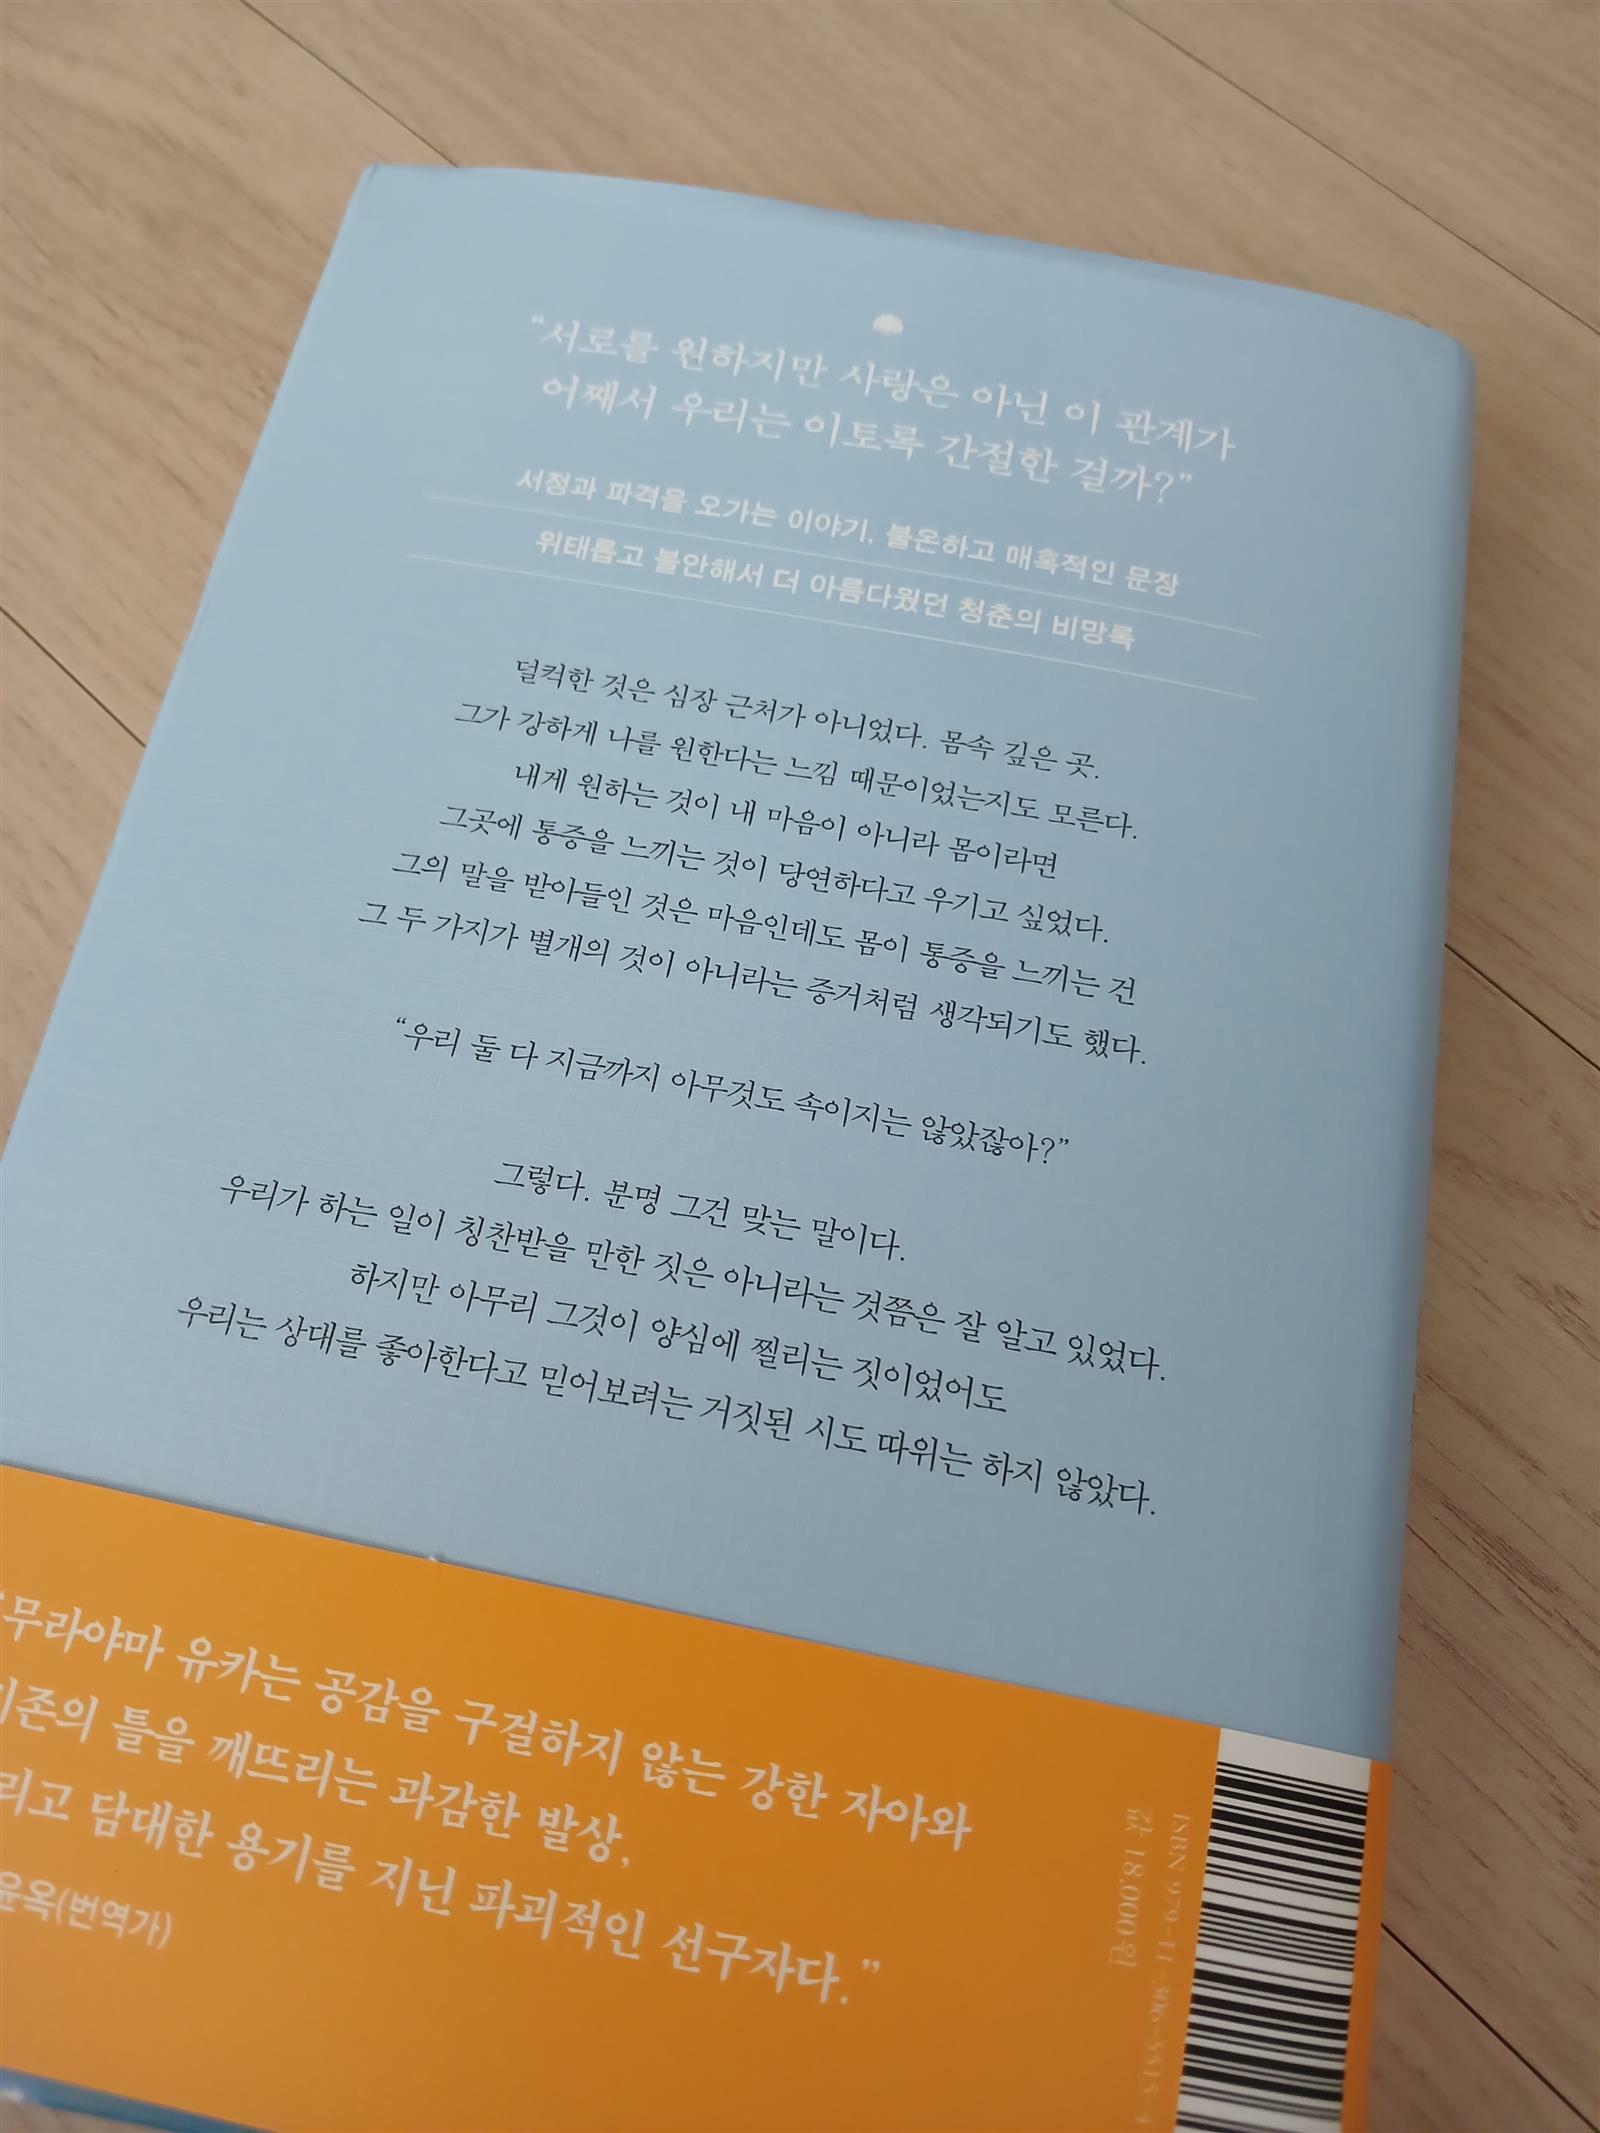 “서로를 원하지만 사랑은 아닌 이 관계가
어째서 우리는 이토록 간절한 걸까?”
서정과 파격을 오가는 이야기, 불온하고 매혹적인 문장
위태롭고 불안해서 더 아름다웠던 청춘의 비망록
덜컥한 것은 심장 근처가 아니었다. 몸속 깊은 곳.
그가 강하게 나를 원한다는 느낌 때문이었는지도 모른다.
내게 원하는 것이 내 마음이 아니라 몸이라면
그곳에 통증을 느끼는 것이 당연하다고 우기고 싶었다.
그의 말을 받아들인 것은 마음인데도 몸이 통증을 느끼는 건
그 두 가지가 별개의 것이 아니라는 증거처럼 생각되기도 했다.
“우리 둘 다 지금까지 아무것도 속이지는 않았잖아?”
그렇다. 분명 그건 맞는 말이다.
우리가 하는 일이 칭찬받을 만한 짓은 아니라는 것쯤은 잘 알고 있었다.
하지만 아무리 그것이 양심에 찔리는 짓이었어도
우리는 상대를 좋아한다고 믿어보려는 거짓된 시도 따위는 하지 않았다.
“무라야마 유카는 공감을 구걸하지 않는 강한 자아와
존의 틀을 깨뜨리는 과감한 발상,
리고 담대한 용기를 지닌 파괴적인 선구자다.”
윤옥(번역가)
ISBN 979-11-306-5515-4
값 18,000원